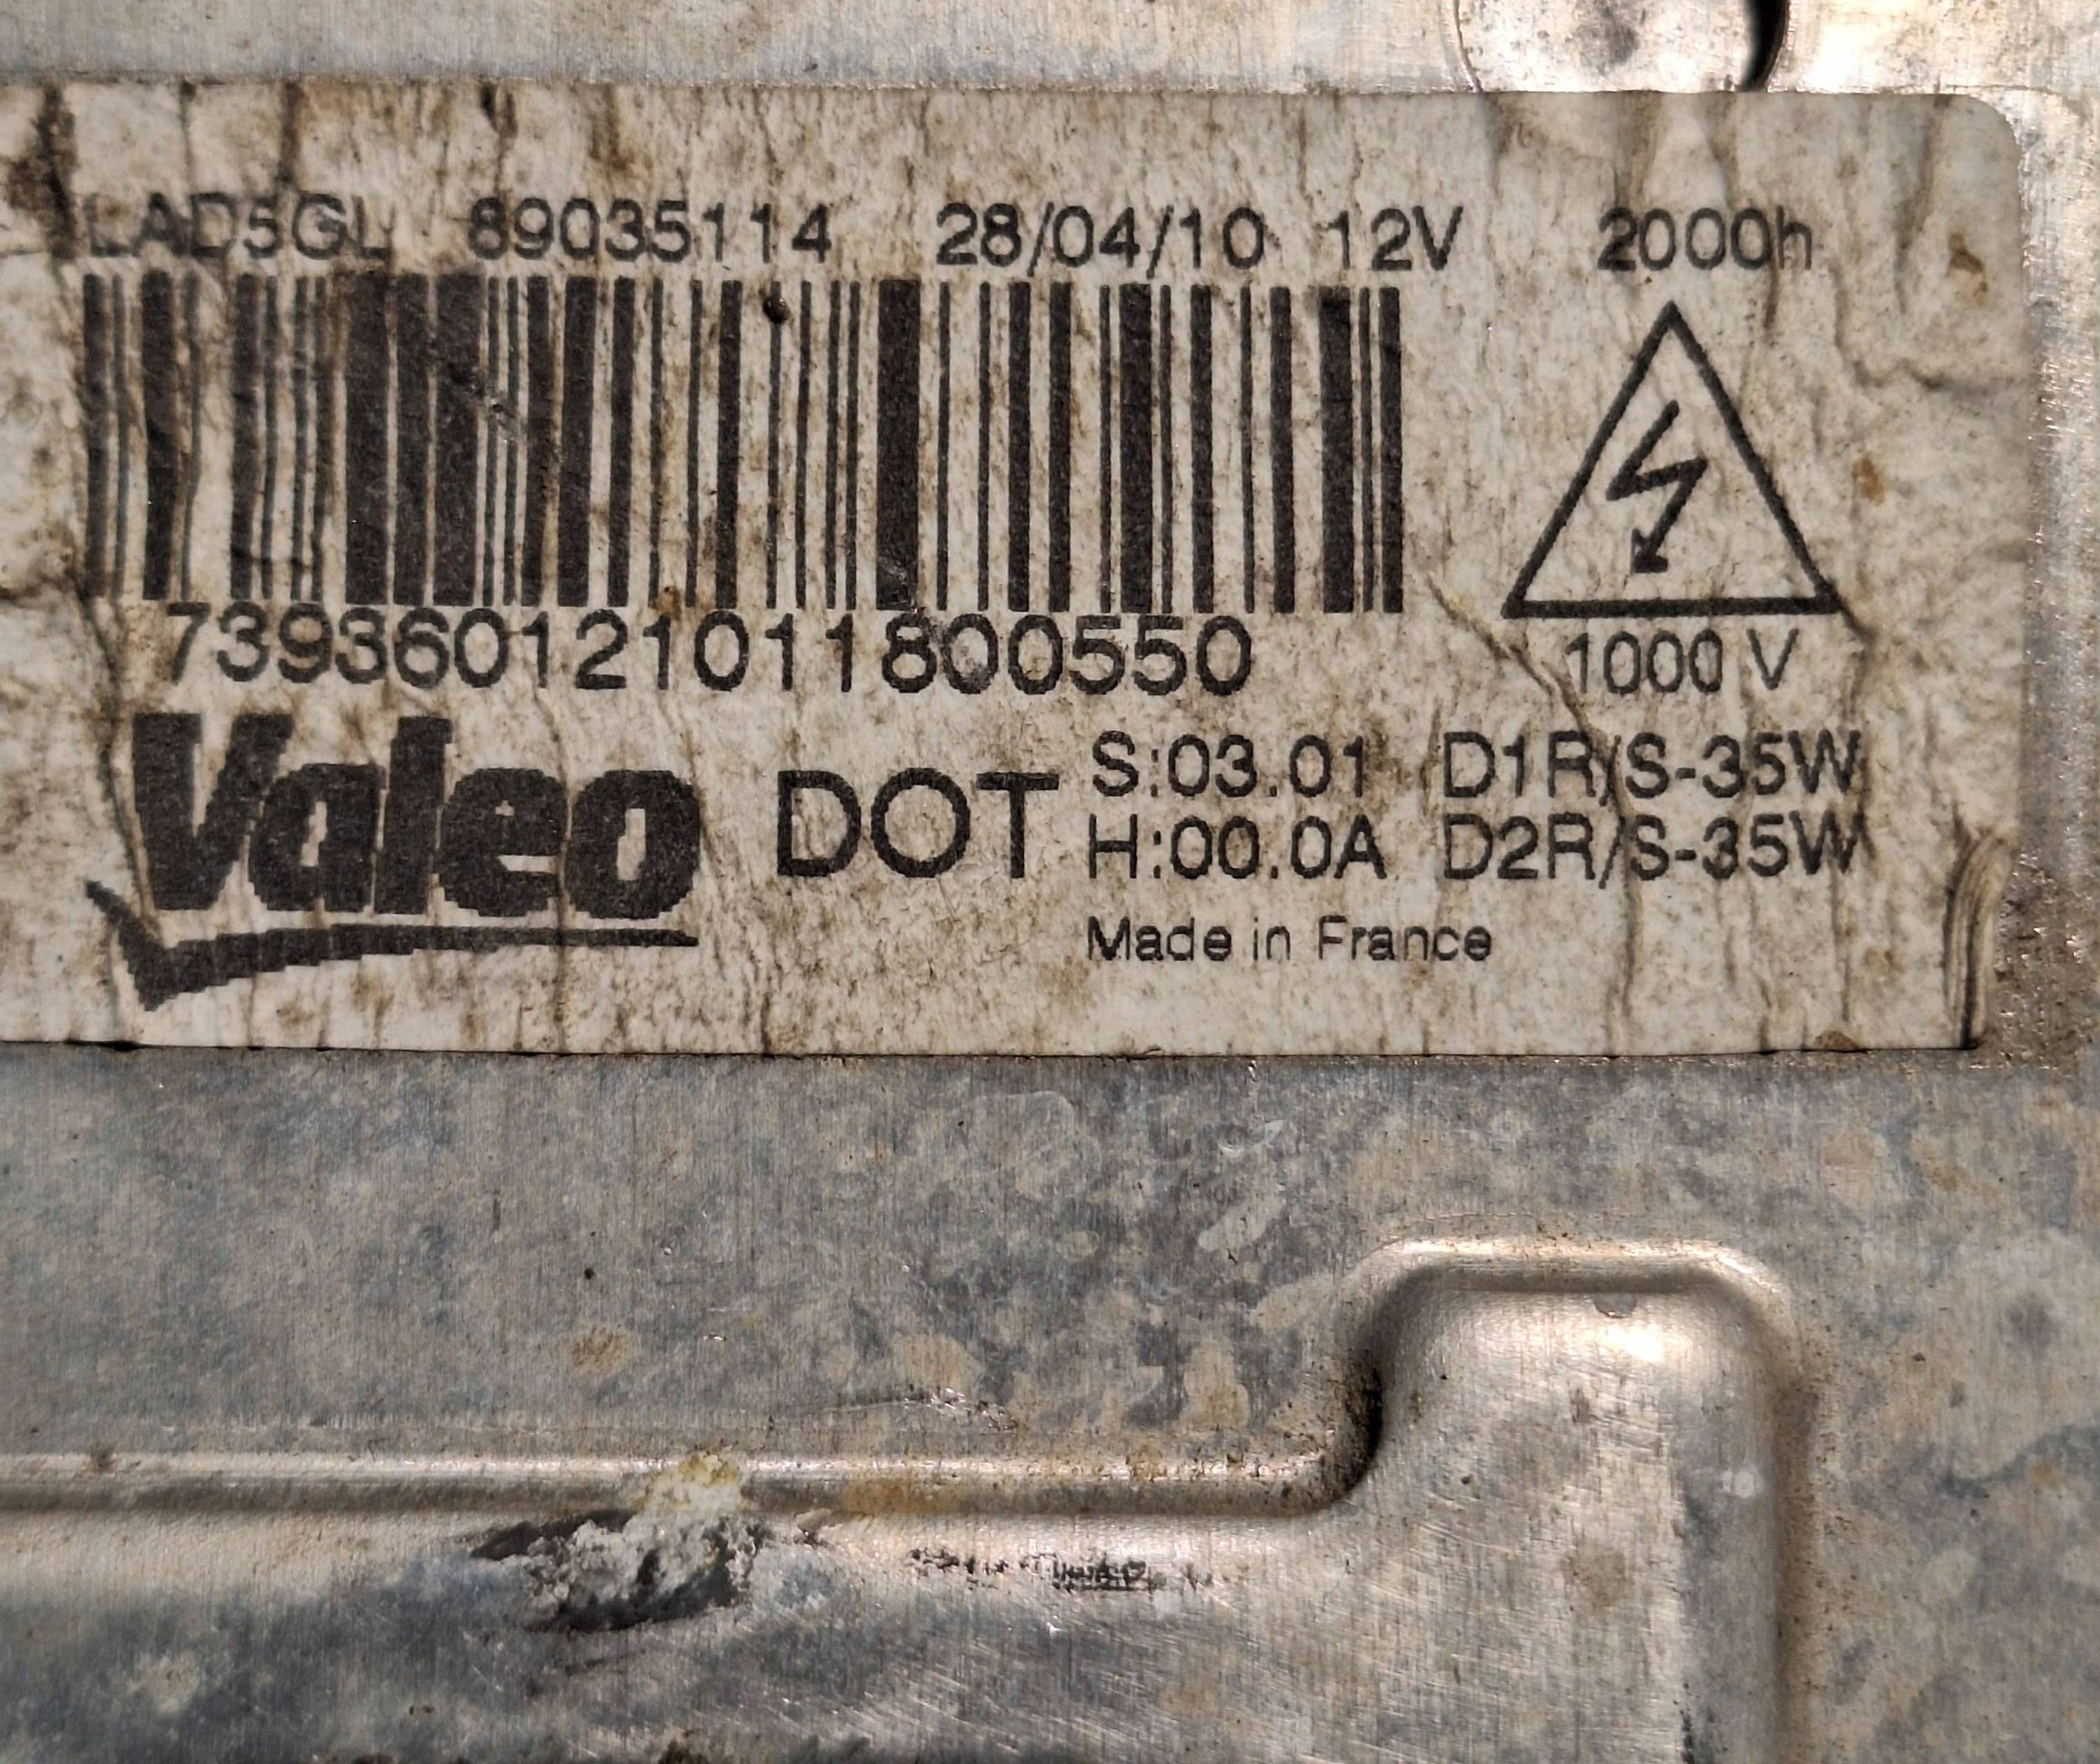 LAD5GL 89035114 28/04/10 12V 2000h
739360121011800550
1000 V
Valeo DOT S:03.01 D1R/S-35W
H:00.0A D2R/S-35W
Made in France